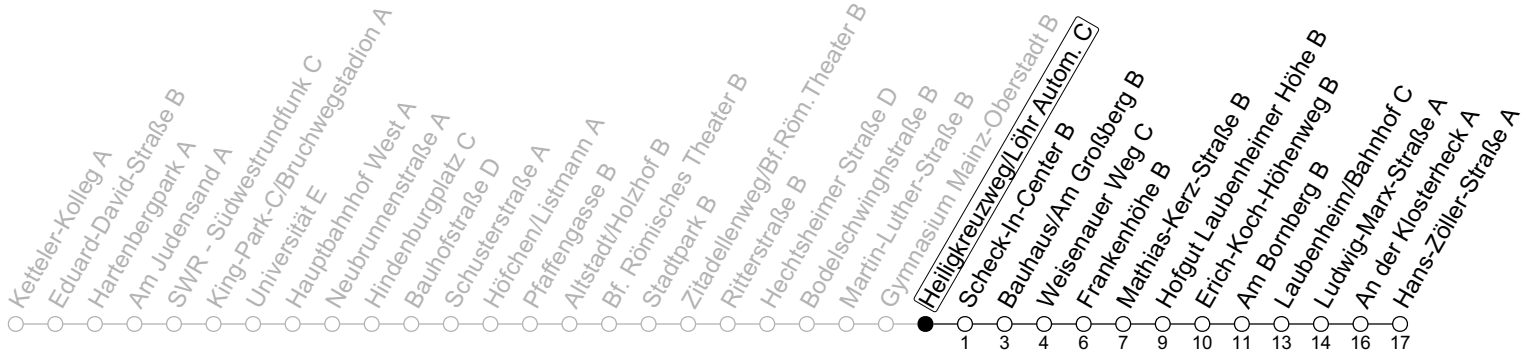 Ketteler-Kolleg A
Eduard-David-Straße B
Hartenbergpark A
Am Judensand A
SWR - Südwestrundfunk C
King-Park-C/Bruchwegstadion A
Universität E
Hauptbahnhof West A
Neubrunnenstraße A
Hindenburgplatz C
Bauhofstraße D
Schusterstraße A
Höfchen/Listmann A
Pfaffengasse B
Altstadt/Holzhof B
Bf. Römisches Theater B
Stadtpark B
Zitadellenweg/Bf.Röm.Theater B
Ritterstraße B
Hechtsheimer Straße D
Bodelschwinghstraße B
Martin-Luther-Straße B
Gymnasium Mainz-Oberstadt B
Heiligkreuzweg/Löhr Autom. C
Scheck-In-Center B
Bauhaus/Am Großberg B
Weisenauer Weg C
Frankenhöhe B
Mathias-Kerz-Straße B
Hofgut Laubenheimer Höhe B
Erich-Koch-Höhenweg B
Am Bornberg B
Laubenheim/Bahnhof C
Ludwig-Marx-Straße A
An der Klosterheck A
Hans-Zöller-Straße A
1 3 4 6 7 9 10 11 13 14 16 17